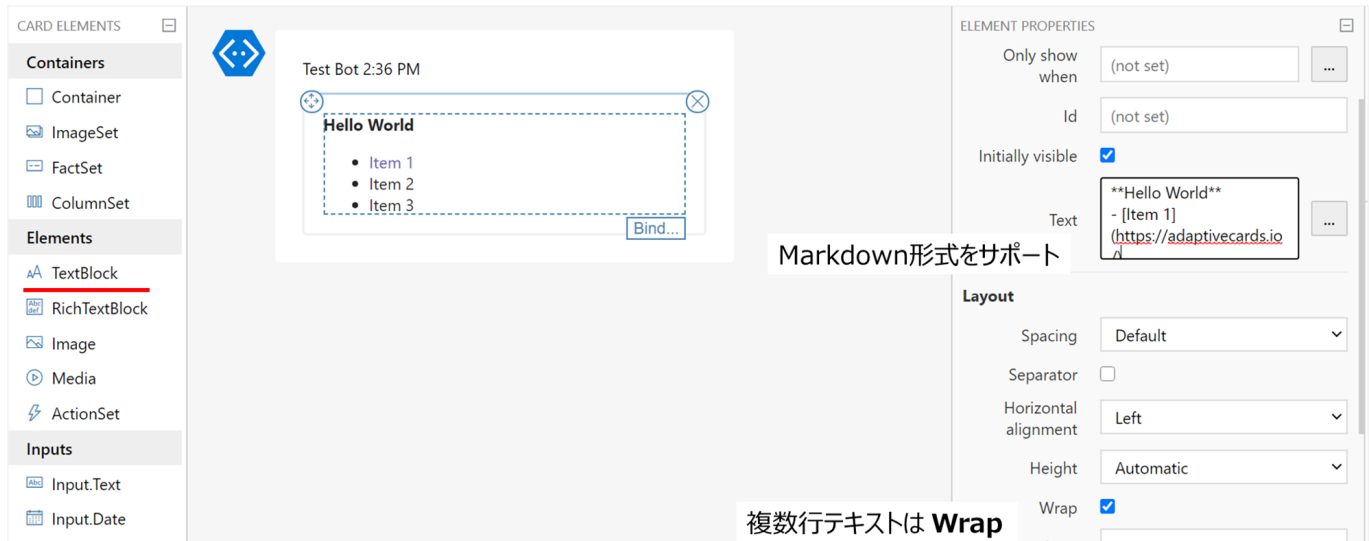 CARD ELEMENTS
Containers
Container
ImageSet
FactSet
ColumnSet
Elements
TextBlock
RichTextBlock
Image
Media
ActionSet
Inputs
Input.Text
Input.Date
Test Bot 2:36 PM
Hello World
Item 1
Item 2
Item 3
Bind...
Markdown形式をサポート
複数行テキストは Wrap
ELEMENT PROPERTIES
Only show
when
(not set)
...
Id
(not set)
Initially visible
Text
**Hello World**
- [Item 1]
(https://adaptivecards.io
/)
...
Layout
Spacing
Default
Separator
Horizontal
alignment
Left
Height
Automatic
Wrap